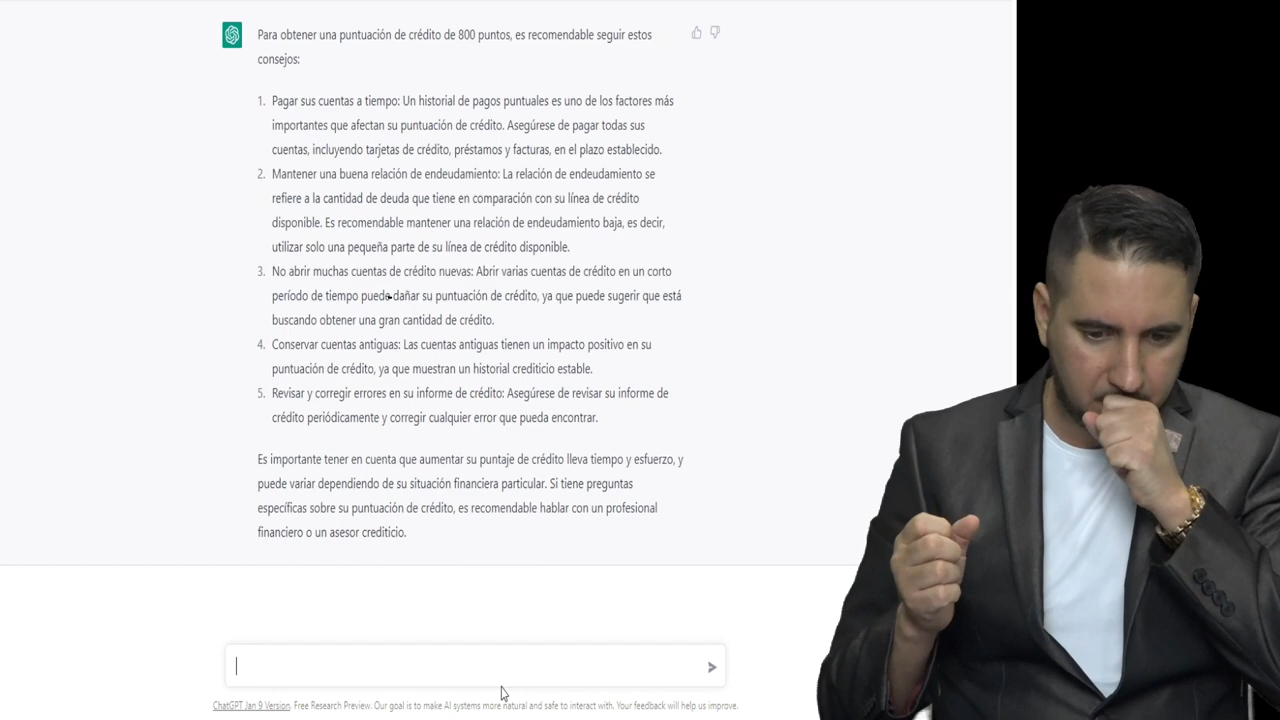 Para obtener una puntuación de crédito de 800 puntos, es recomendable seguir estos
consejos:
1. Pagar sus cuentas a tiempo: Un historial de pagos puntuales es uno de los factores más
importantes que afectan su puntuación de crédito. Asegúrese de pagar todas sus
cuentas, incluyendo tarjetas de crédito, préstamos y facturas, en el plazo establecido.
2. Mantener una buena relación de endeudamiento: La relación de endeudamiento se
refiere a la cantidad de deuda que tiene en comparación con su línea de crédito
disponible. Es recomendable mantener una relación de endeudamiento baja, es decir,
utilizar solo una pequeña parte de su línea de crédito disponible.
3. No abrir muchas cuentas de crédito nuevas: Abrir varias cuentas de crédito en un corto
período de tiempo puede dañar su puntuación de crédito, ya que puede sugerir que está
buscando obtener una gran cantidad de crédito.
4. Conservar cuentas antiguas: Las cuentas antiguas tienen un impacto positivo en su
puntuación de crédito, ya que muestran un historial crediticio estable.
5. Revisar y corregir errores en su informe de crédito: Asegúrese de revisar su informe de
crédito periódicamente y corregir cualquier error que pueda encontrar.
Es importante tener en cuenta que aumentar su puntaje de crédito lleva tiempo y esfuerzo, y
puede variar dependiendo de su situación financiera particular. Si tiene preguntas
específicas sobre su puntuación de crédito, es recomendable hablar con un profesional
financiero o un asesor crediticio.
ChatGPT Jan 9 Version. Free Research Preview. Our goal is to make AI systems more natural and safe to interact with. Your feedback will help us improve.